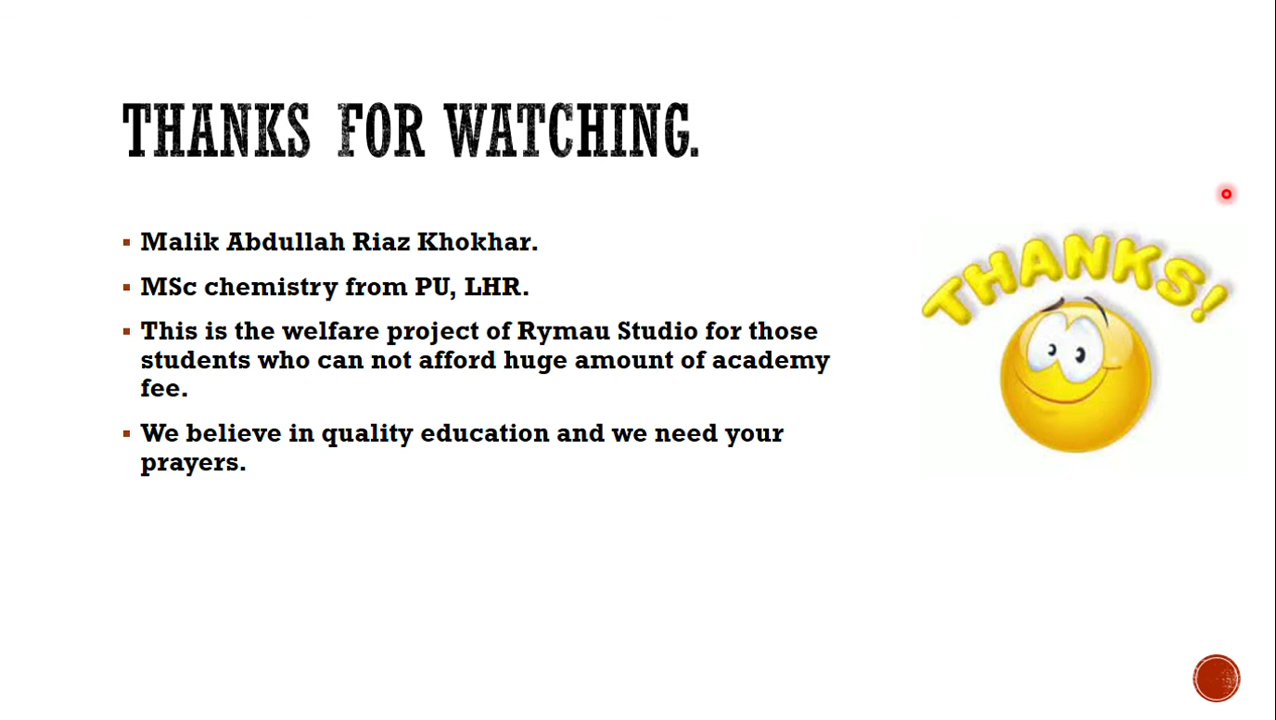 THANKS FOR WATCHING.
Malik Abdullah Riaz Khokhar.
MSc chemistry from PU, LHR.
This is the welfare project of Rymau Studio for those
students who can not afford huge amount of academy
fee.
We believe in quality education and we need your
prayers.
THANKS!